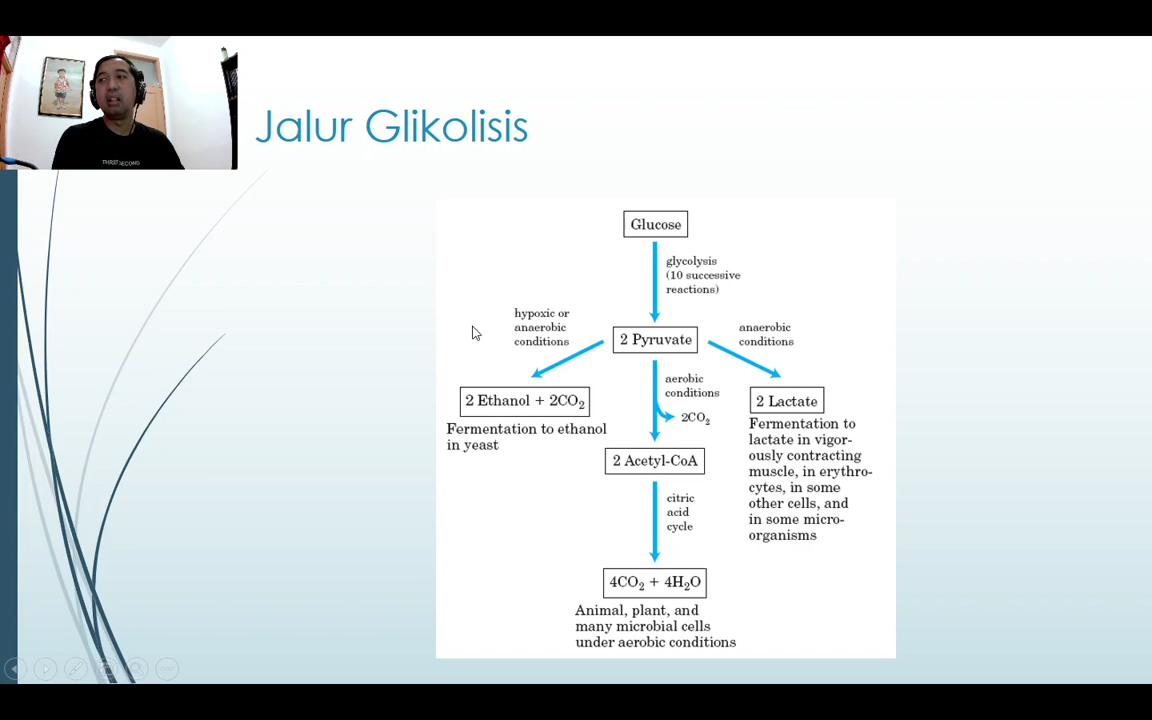 THIRTSECOND
Jalur Glikolisis
Glucose
glycolysis
(10 successive
reactions)
hypoxic or
anaerobic
conditions
2 Pyruvate
anaerobic
conditions
2 Ethanol + 2CO₂
Fermentation to ethanol
in yeast
aerobic
conditions
2CO₂
2 Lactate
Fermentation to
lactate in vigor-
ously contracting
muscle, in erythro-
cytes, in some
other cells, and
in some micro-
organisms
2 Acetyl-CoA
citric
acid
cycle
4CO₂ + 4H₂O
Animal, plant, and
many microbial cells
under aerobic conditions